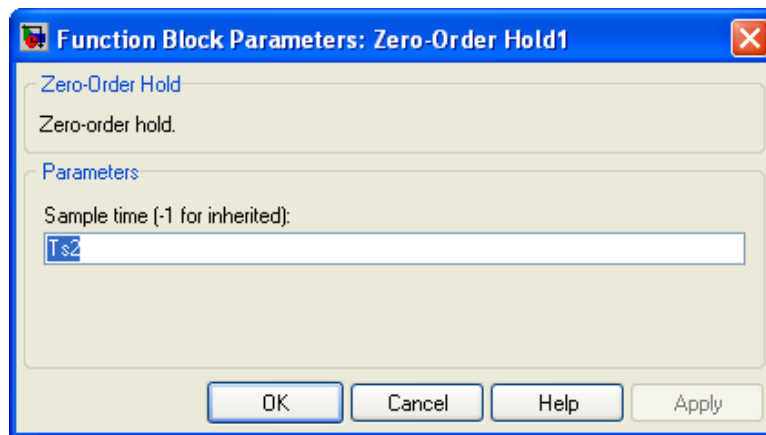 Function Block Parameters: Zero-Order Hold1
Zero-Order Hold
Zero-order hold.
Parameters
Sample time (-1 for inherited):
Ts2
OK Cancel Help Apply